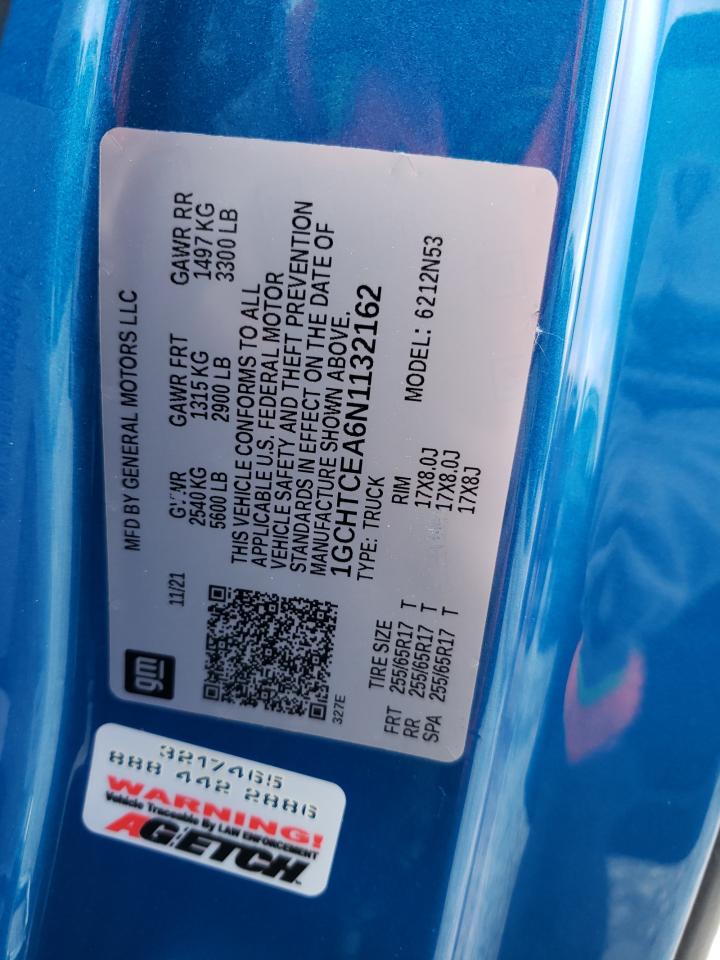 gm
11/21
MFD BY GENERAL MOTORS LLC
GVWR GAWR FRT GAWR RR
2540 KG 1315 KG 1497 KG
5600 LB 2900 LB 3300 LB
THIS VEHICLE CONFORMS TO ALL
APPLICABLE U.S. FEDERAL MOTOR
VEHICLE SAFETY AND THEFT PREVENTION
STANDARDS IN EFFECT ON THE DATE OF
MANUFACTURE SHOWN ABOVE.
1GCHTCEA6N1132162
327E
TYPE: TRUCK
MODEL: 6212N53
TIRE SIZE RIM
FRT 255/65R17 T 17X8.0J
RR 255/65R17 T 17X8.0J
SPA 255/65R17 T 17X8J
3217465
888 442 2886
WARNING!
Vehicle Traceable By LAW ENFORCEMENT
AGETCH